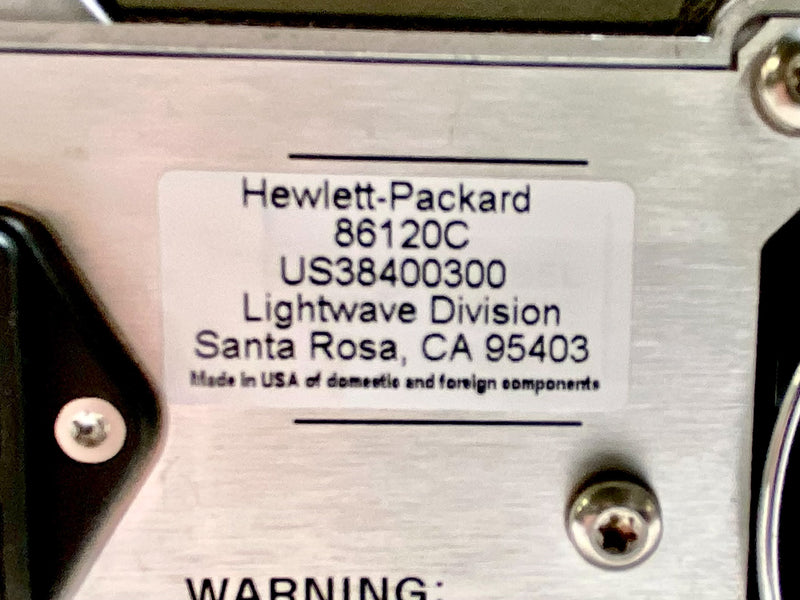 Hewlett-Packard
86120C
US38400300
Lightwave Division
Santa Rosa, CA 95403
Made in USA of domestic and foreign components
WARNING: